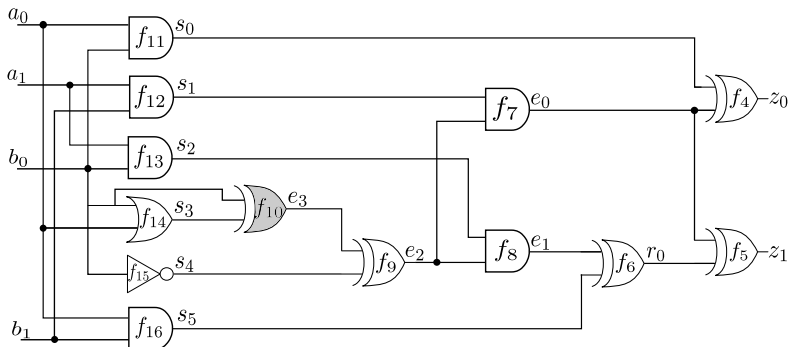 a₀ f₁₁ s₀
a₁ f₁₂ s₁ f₇ e₀ f₄ z₀
b₀ f₁₃ s₂
f₁₄ s₃ f₁₀ e₃
f₁₅ s₄ f₉ e₂ f₈ e₁ f₆ r₀ f₅ z₁
b₁ f₁₆ s₅